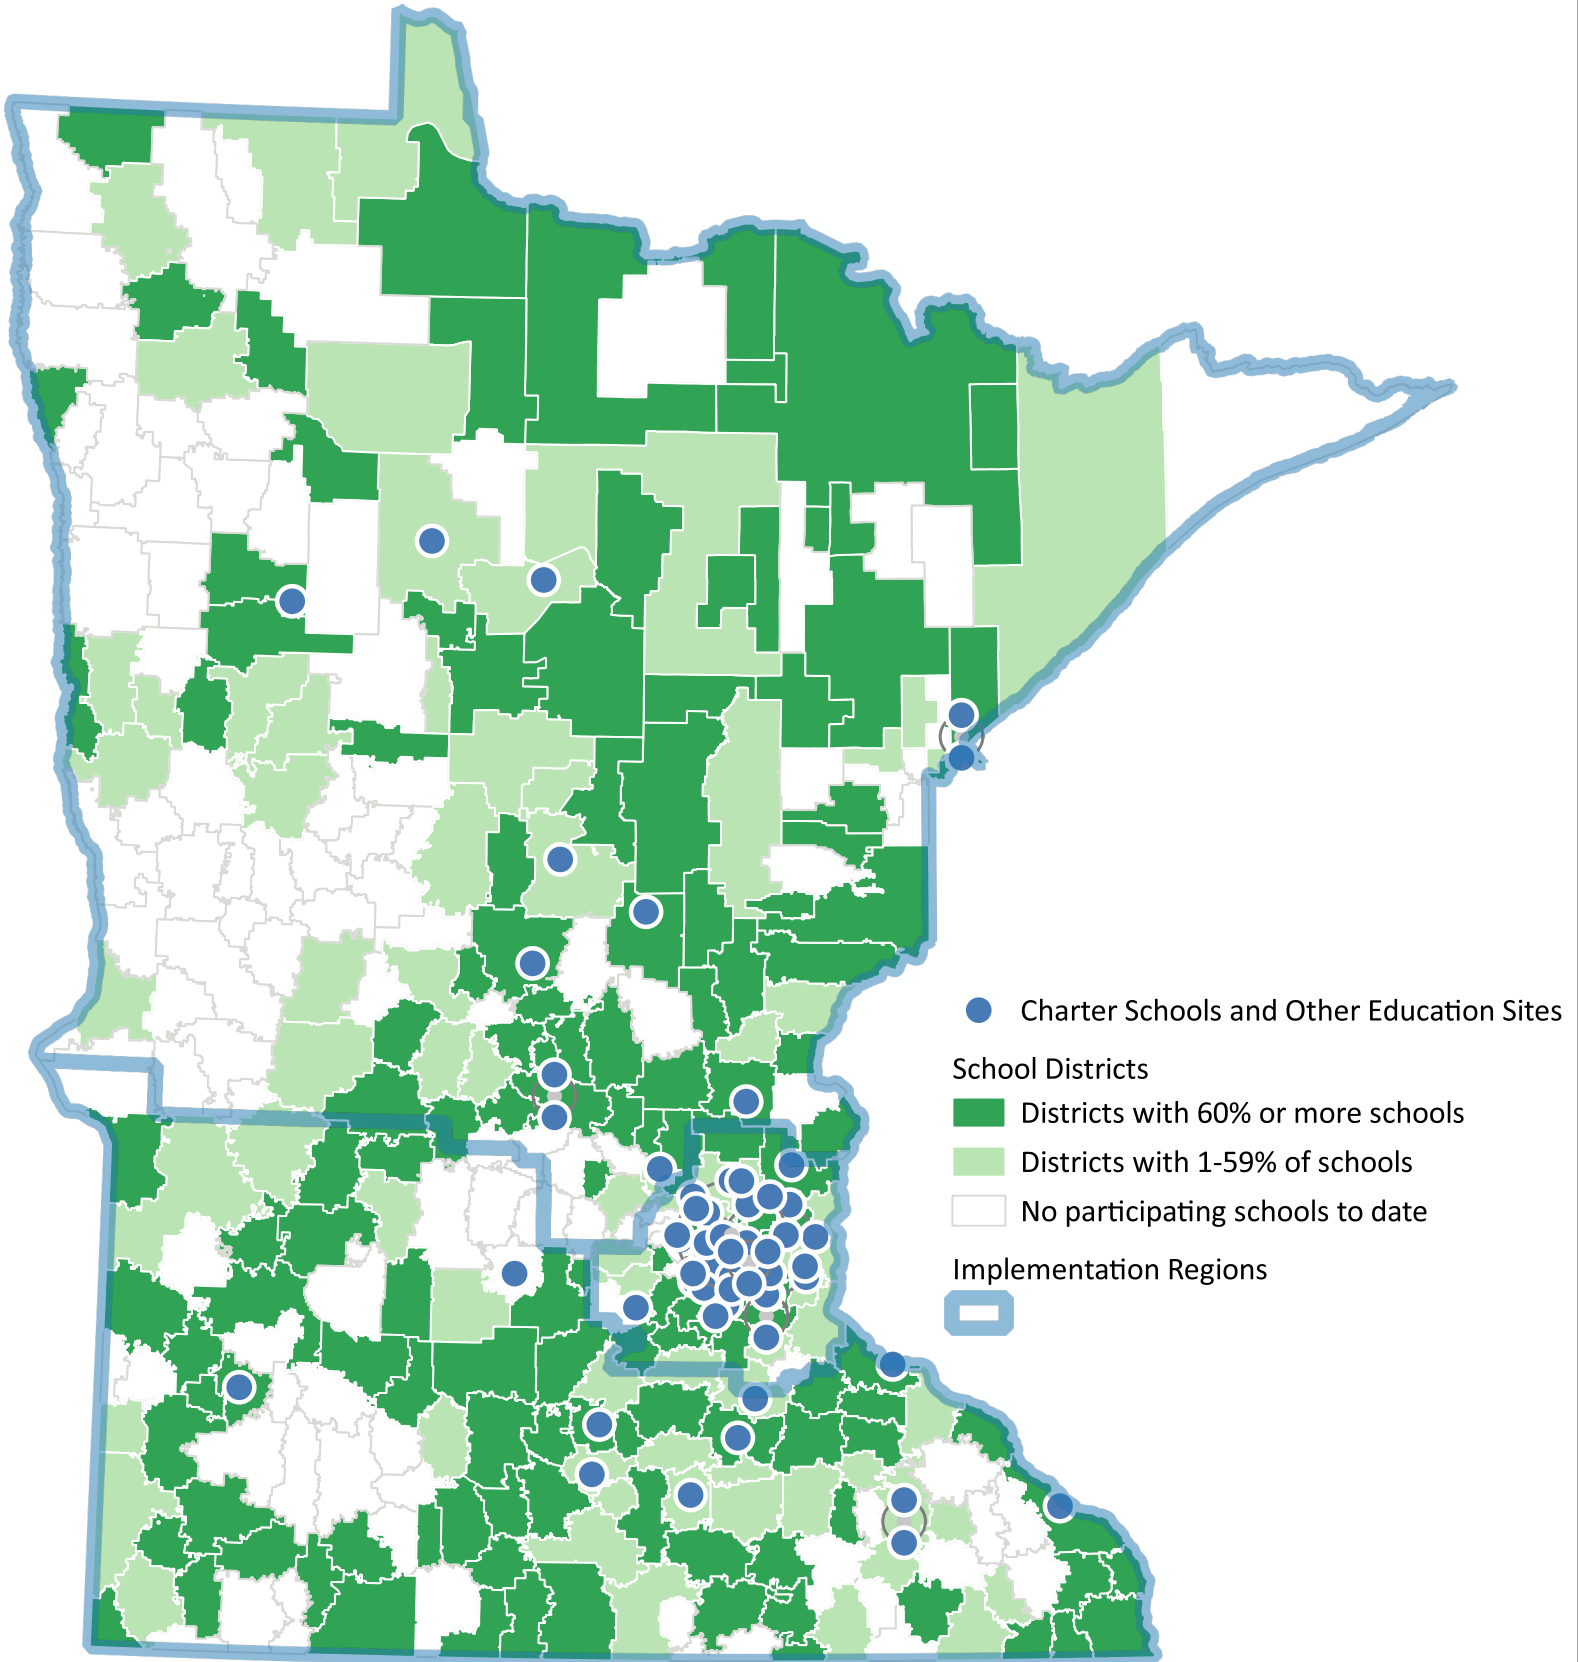 Charter Schools and Other Education Sites
School Districts
Districts with 60% or more schools
Districts with 1-59% of schools
No participating schools to date
Implementation Regions